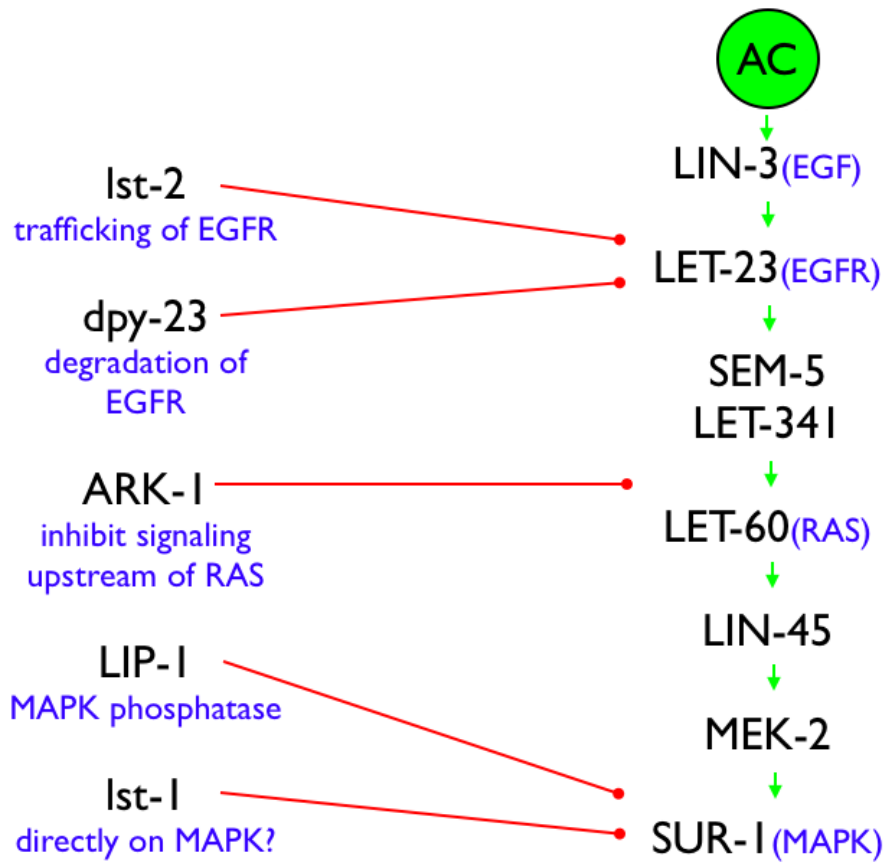 AC
LIN-3(EGF)
lst-2
trafficking of EGFR
LET-23(EGFR)
dpy-23
degradation of
EGFR
SEM-5
LET-341
ARK-1
inhibit signaling
upstream of RAS
LET-60(RAS)
LIN-45
LIP-1
MAPK phosphatase
MEK-2
lst-1
directly on MAPK?
SUR-1(MAPK)